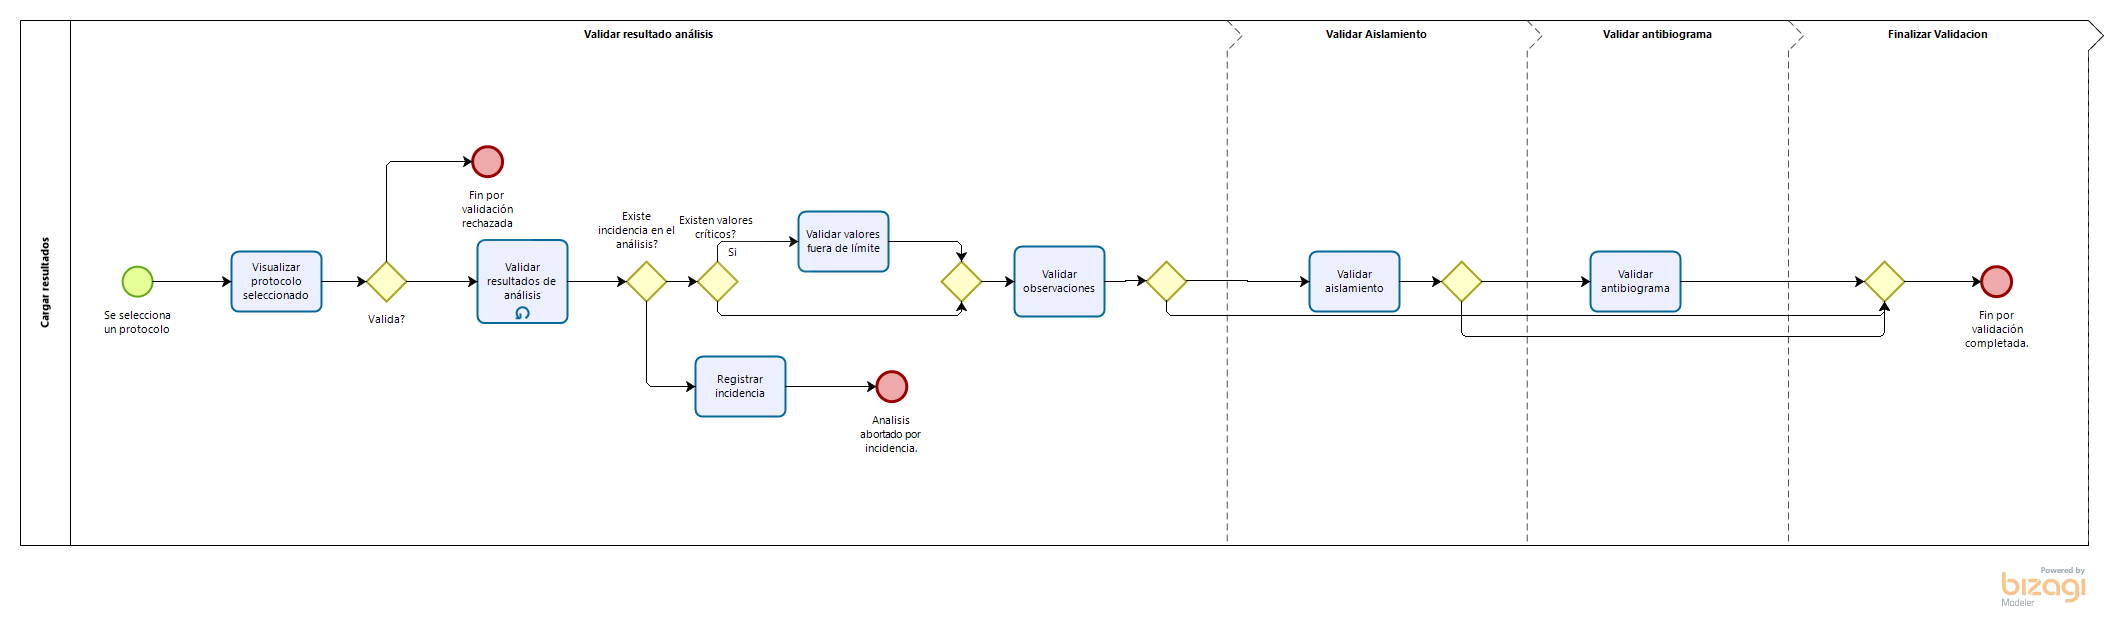 Cargar resultados
Validar resultado análisis
Validar Aislamiento
Validar antibiograma
Finalizar Validacion
Se selecciona
un protocolo
Visualizar
protocolo
seleccionado
Valida?
Fin por
validación
rechazada
Validar
resultados de
análisis
Existe
incidencia en el
análisis?
Existen valores
críticos?
Si
Validar valores
fuera de límite
Registrar
incidencia
Analisis
abortado por
incidencia.
Validar
observaciones
Validar
aislamiento
Validar
antibiograma
Fin por
validación
completada.
Powered by
bizagi
Modeler